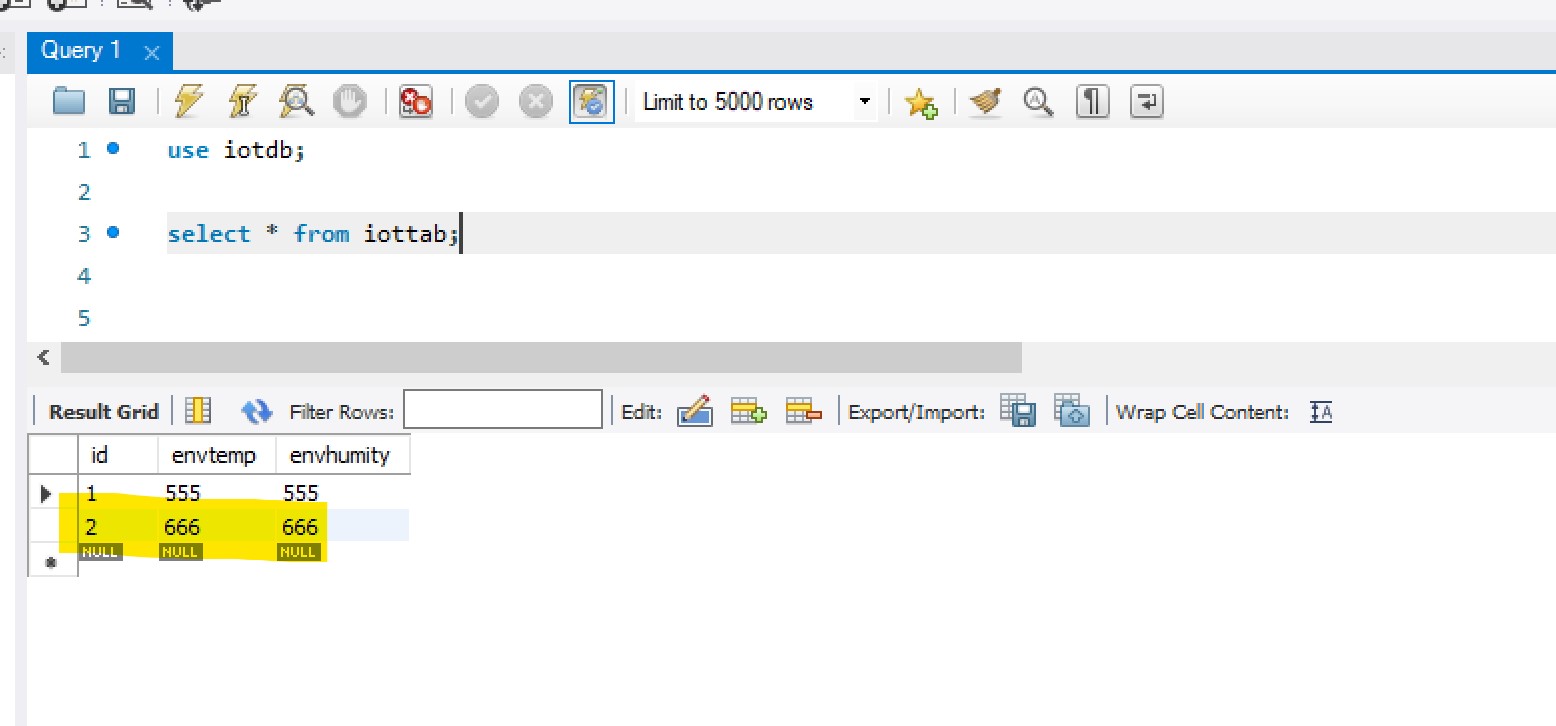 Query 1
Limit to 5000 rows
1 use iotdb;
2
3 select * from iottab;
4
5
Result Grid Filter Rows: Edit: Export/Import: Wrap Cell Content: IA
id envtemp envhumity
1 555 555
2 666 666
NULL NULL NULL